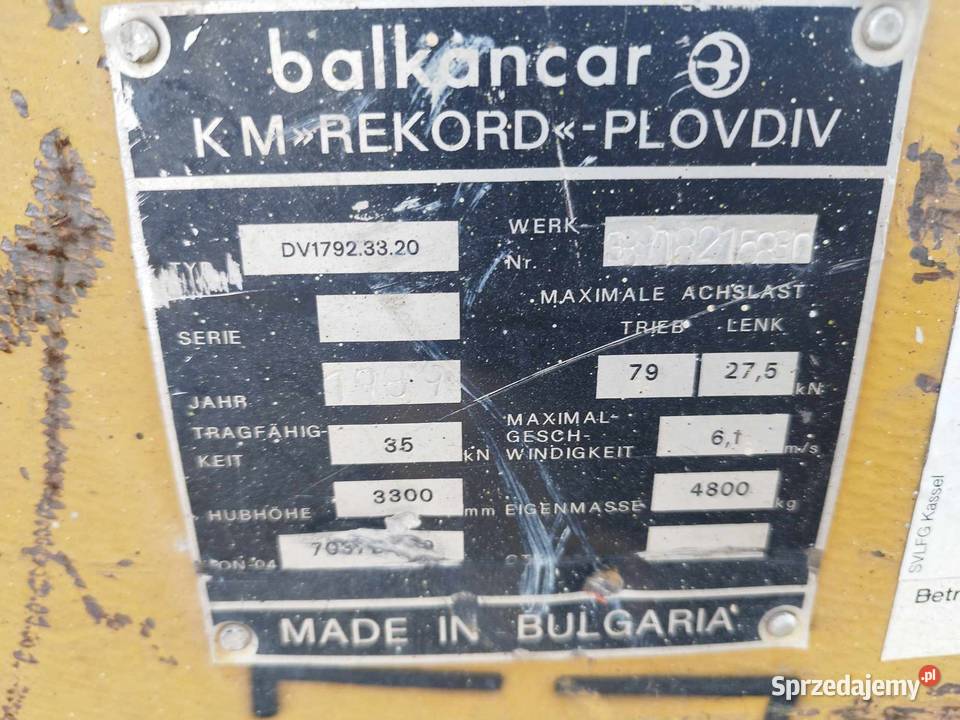 balkancar
KM»REKORD«-PLOVDIV
TYP DV1792.33.20
WERK-
Nr.
SERIE
MAXIMALE ACHSLAST
TRIEB LENK
79 27,5 kN
JAHR
TRAGFÄHIG-
KEIT 35 kN
MAXIMAL-
GESCH-
WINDIGKEIT 6,1 m/s
HUBHÖHE 3300 mm
EIGENMASSE 4800 kg
MADE IN BULGARIA
SVLFG Kassel
Betr
Sprzedajemy.pl